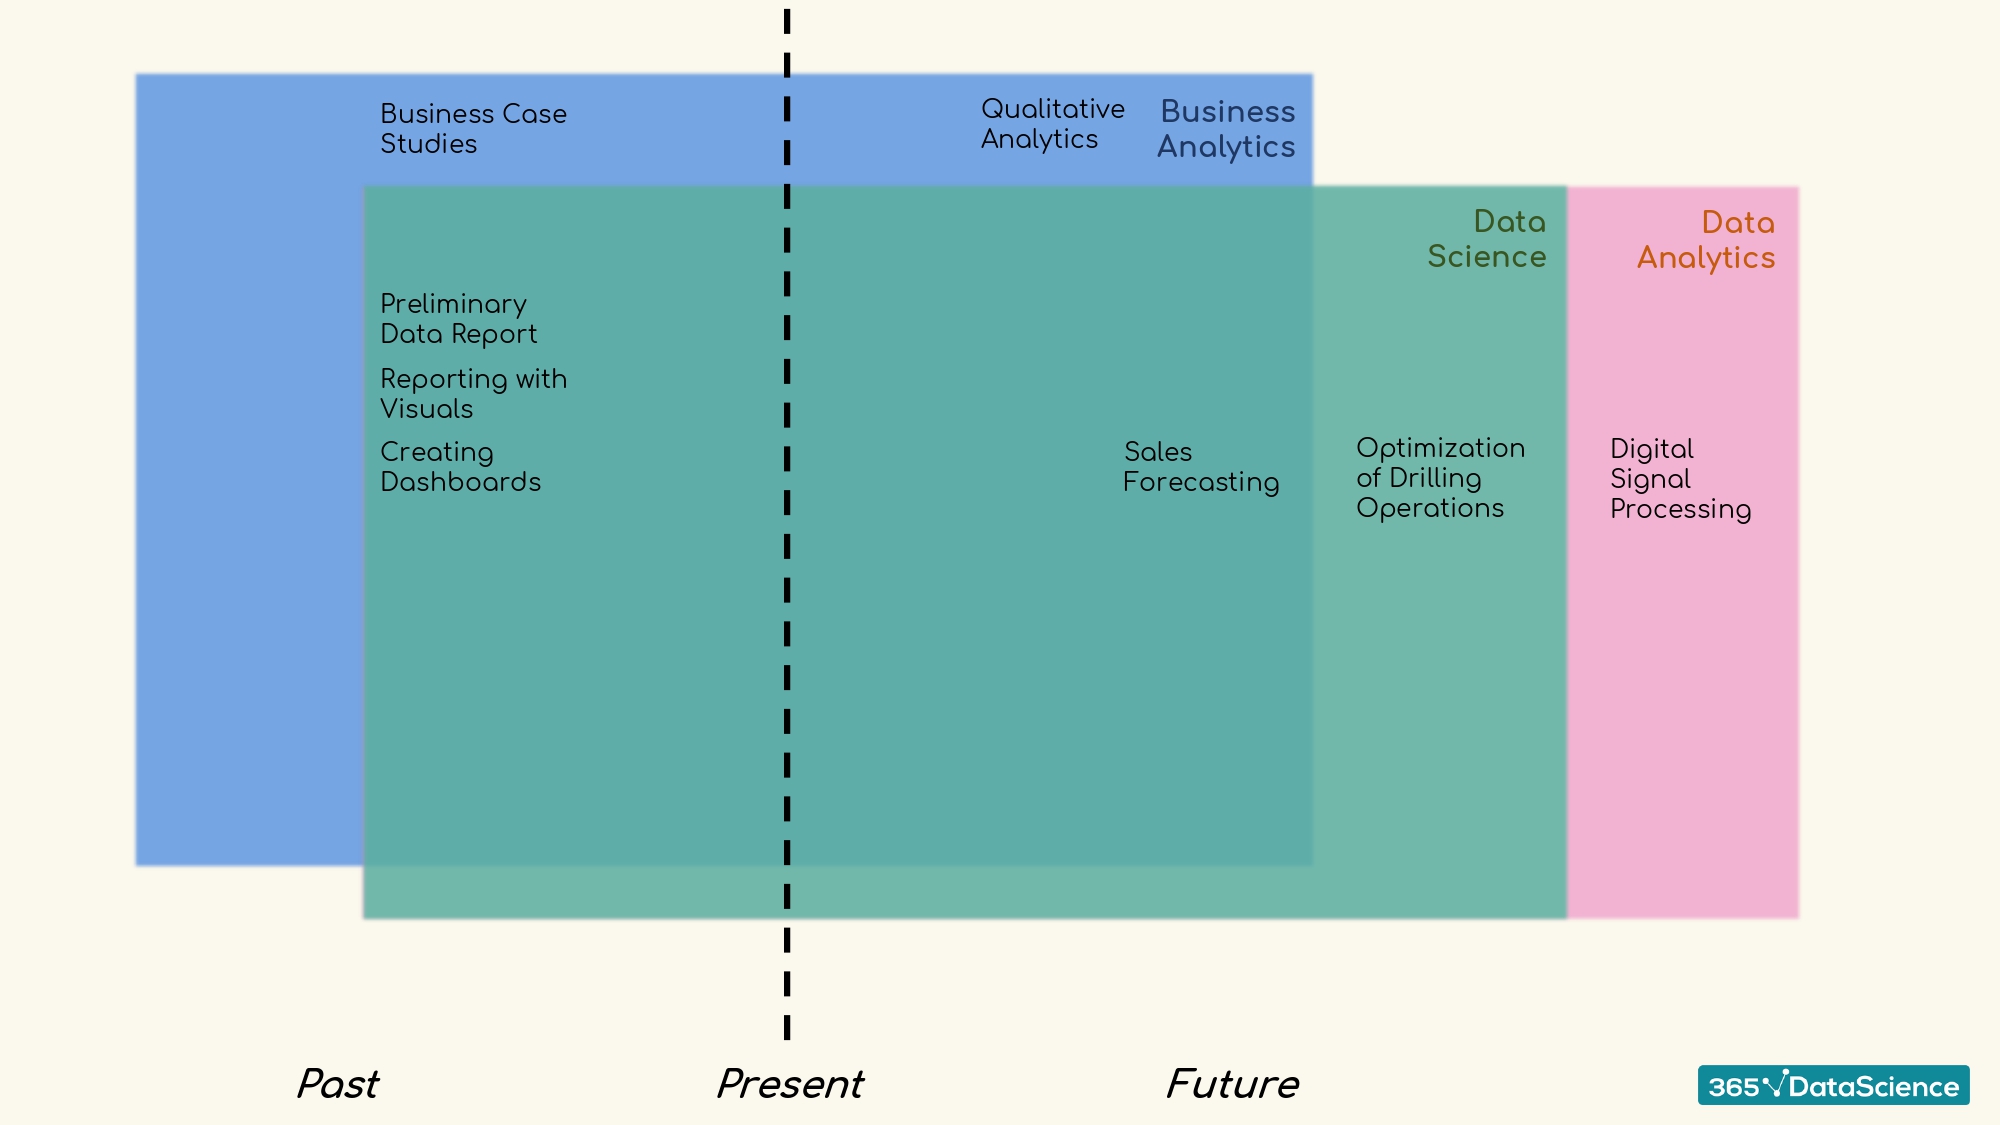 Business Case
Studies
Qualitative
Analytics
Business
Analytics
Data
Science
Data
Analytics
Preliminary
Data Report
Reporting with
Visuals
Creating
Dashboards
Sales
Forecasting
Optimization
of Drilling
Operations
Digital
Signal
Processing
Past
Present
Future
365 DataScience